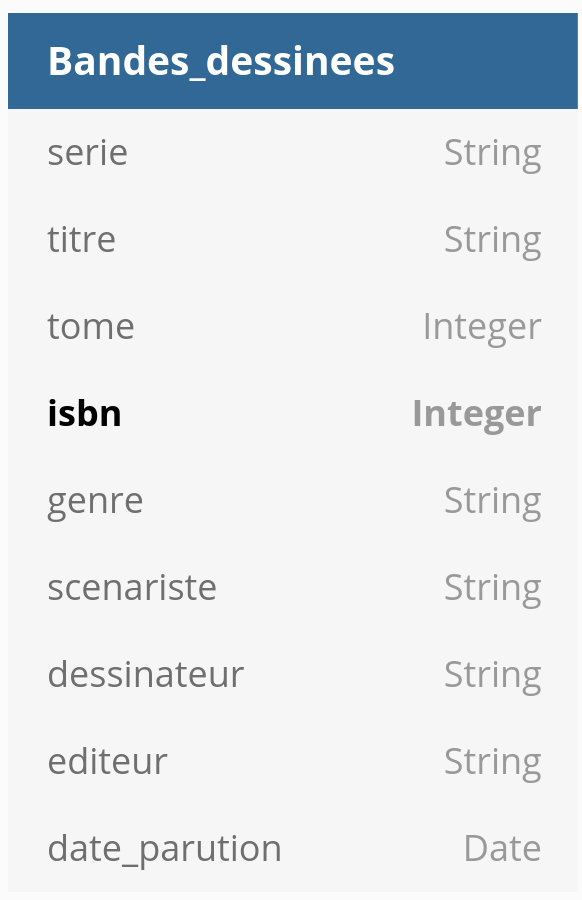 Bandes_dessinees
serie String
titre String
tome Integer
isbn Integer
genre String
scenariste String
dessinateur String
editeur String
date_parution Date